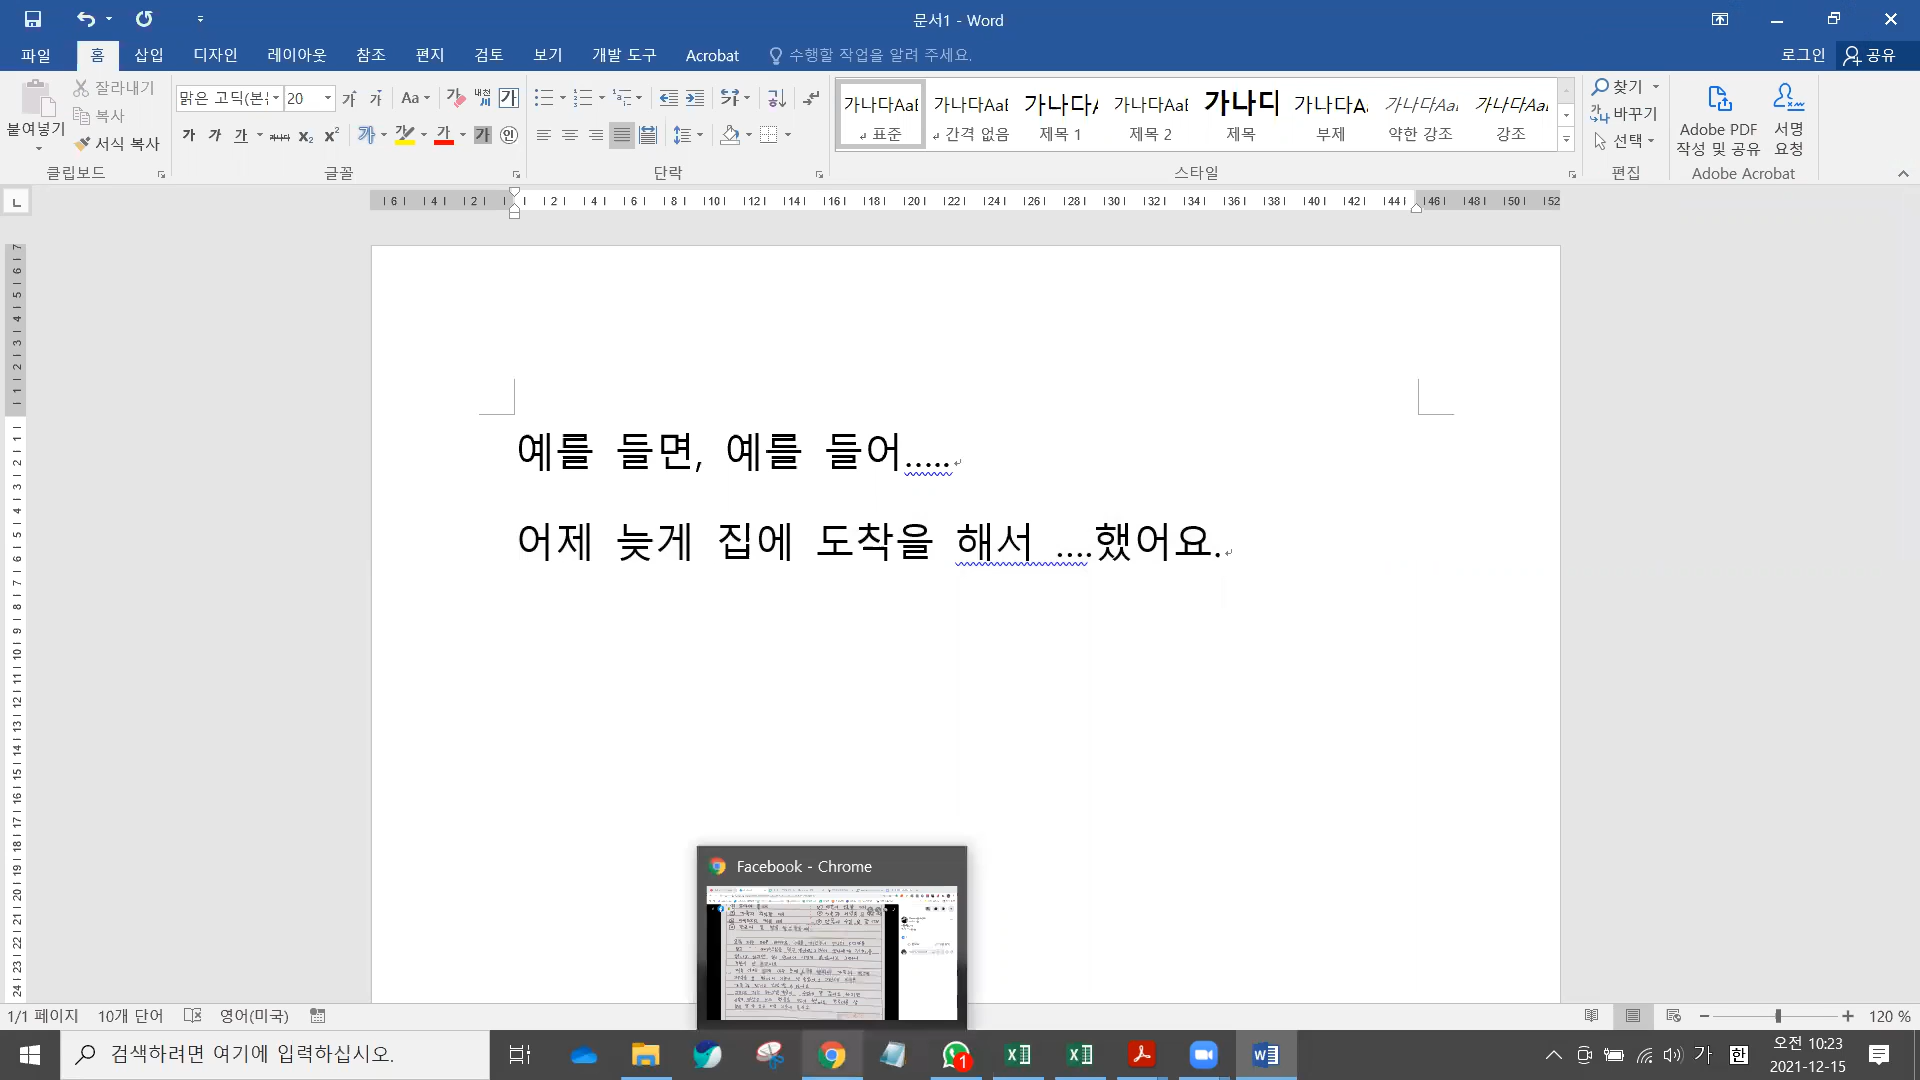 문서1 - Word
파일 홈 삽입 디자인 레이아웃 참조 편지 검토 보기 개발 도구 Acrobat 수행할 작업을 알려 주세요. 로그인 공유
붙여넣기 잘라내기 복사 서식 복사
맑은 고딕(본 20
가나다AaB 가나다AaB 가나다A 가나다AaB 가나다 가나다A 가나다Aa 가나다Aa
표준 간격 없음 제목 1 제목 2 제목 부제 약한 강조 강조
찾기 바꾸기 선택
Adobe PDF 작성 및 공유 서명 요청
클립보드 글꼴 단락 스타일 편집 Adobe Acrobat
예를 들면, 예를 들어…..
어제 늦게 집에 도착을 해서 ….했어요.
Facebook - Chrome
1/1 페이지 10개 단어 영어(미국) 120 %
검색하려면 여기에 입력하십시오.
1
가 한 오전 10:23
2021-12-15